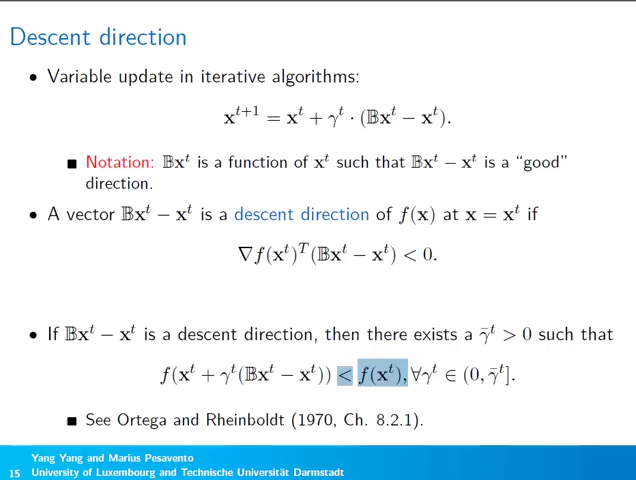 Descent direction
• Variable update in iterative algorithms:
x^{t+1} = x^t + γ^t · (𝔹x^t − x^t).
■ Notation: 𝔹x^t is a function of x^t such that 𝔹x^t − x^t is a “good”
direction.
• A vector 𝔹x^t − x^t is a descent direction of f(x) at x = x^t if
∇f(x^t)^T(𝔹x^t − x^t) < 0.
• If 𝔹x^t − x^t is a descent direction, then there exists a γ̄^t > 0 such that
f(x^t + γ^t(𝔹x^t − x^t)) < f(x^t), ∀γ^t ∈ (0, γ̄^t].
■ See Ortega and Rheinboldt (1970, Ch. 8.2.1).
Yang Yang and Marius Pesavento
15 University of Luxembourg and Technische Universität Darmstadt